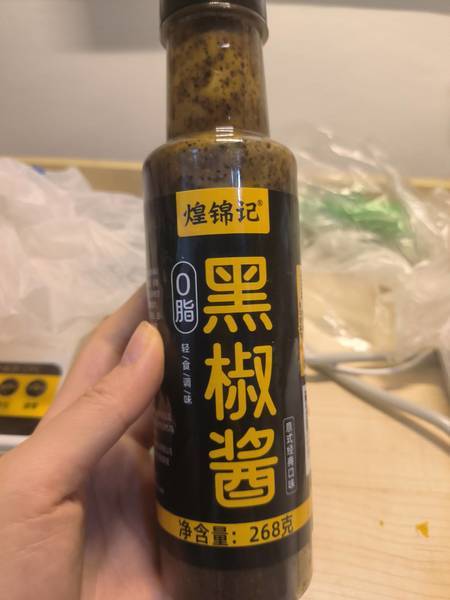 煌锦记®
0脂
轻/食/调/味
黑椒酱
意式经典口味
净含量：268克